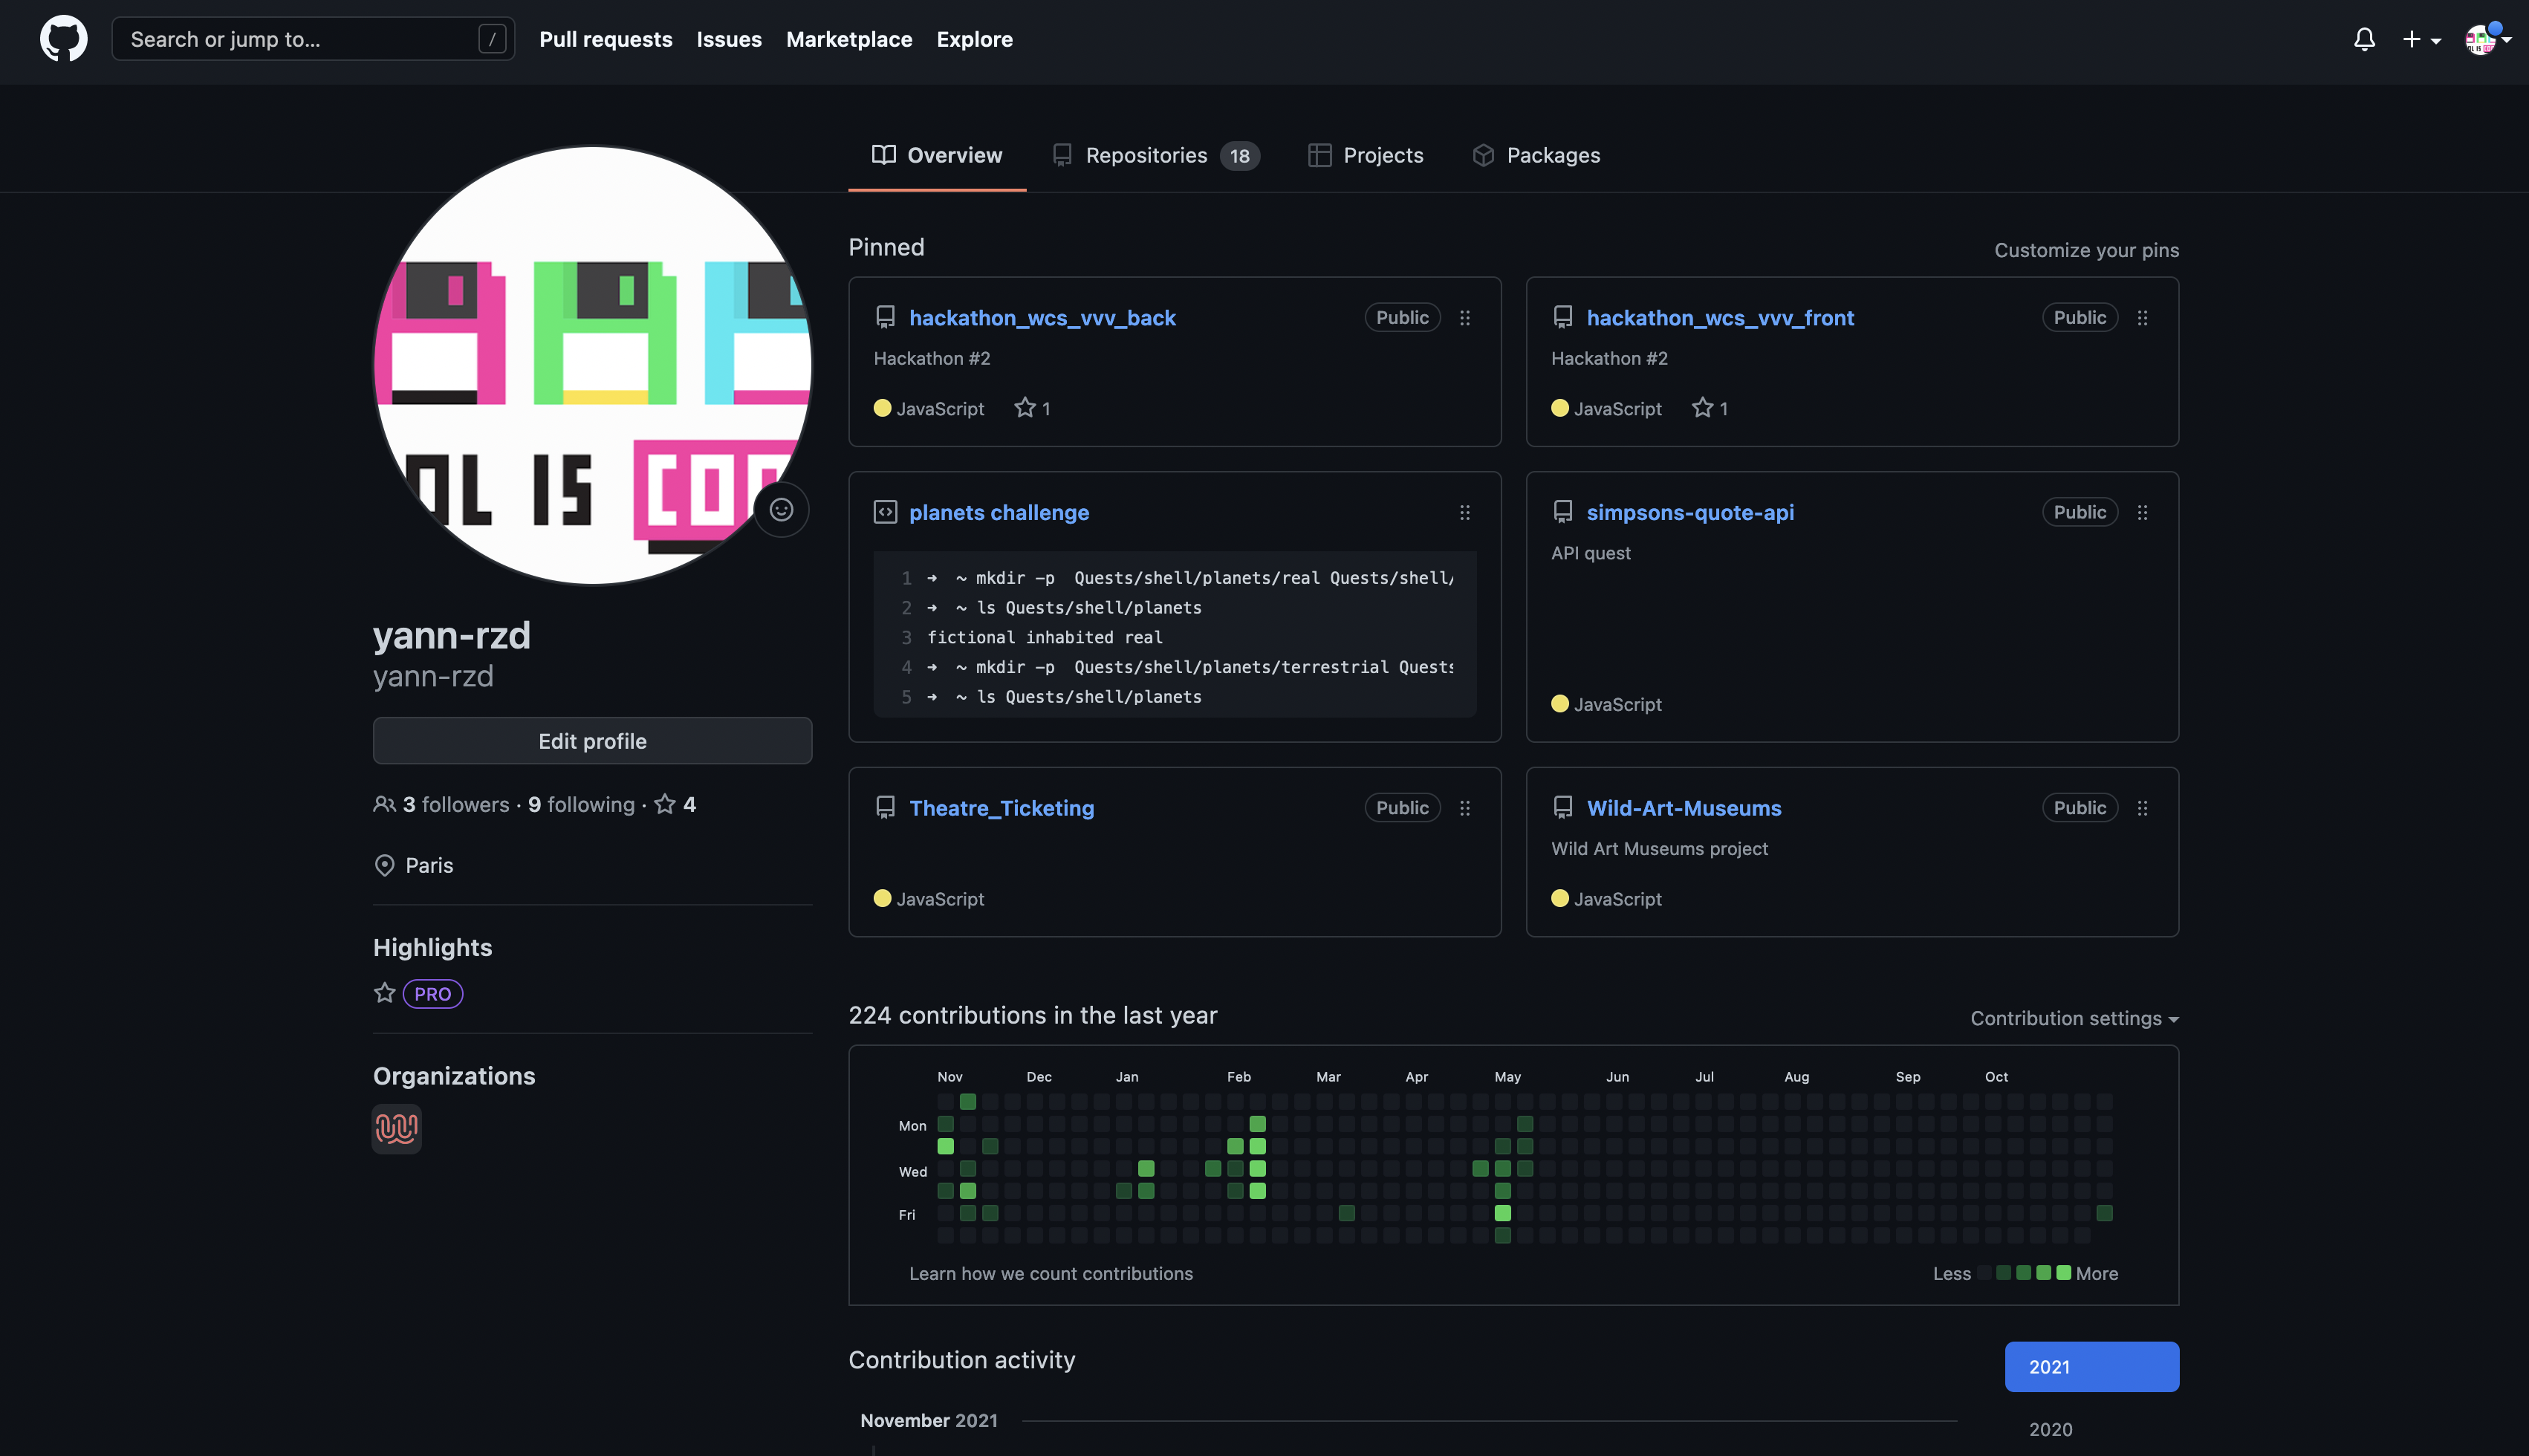 Search or jump to... /
Pull requests Issues Marketplace Explore
Overview Repositories 18 Projects Packages
OL IS
yann-rzd
yann-rzd
Edit profile
3 followers · 9 following · 4
Paris
Highlights
PRO
Organizations
Pinned
Customize your pins
hackathon_wcs_vvv_back Public
Hackathon #2
JavaScript 1
hackathon_wcs_vvv_front Public
Hackathon #2
JavaScript 1
planets challenge
1 ➜ ~ mkdir -p Quests/shell/planets/real Quests/shell/
2 ➜ ~ ls Quests/shell/planets
3 fictional inhabited real
4 ➜ ~ mkdir -p Quests/shell/planets/terrestrial Quests
5 ➜ ~ ls Quests/shell/planets
simpsons-quote-api Public
API quest
JavaScript
Theatre_Ticketing Public
JavaScript
Wild-Art-Museums Public
Wild Art Museums project
JavaScript
224 contributions in the last year
Contribution settings
Nov Dec Jan Feb Mar Apr May Jun Jul Aug Sep Oct
Mon
Wed
Fri
Learn how we count contributions
Less More
Contribution activity
2021
November 2021
2020